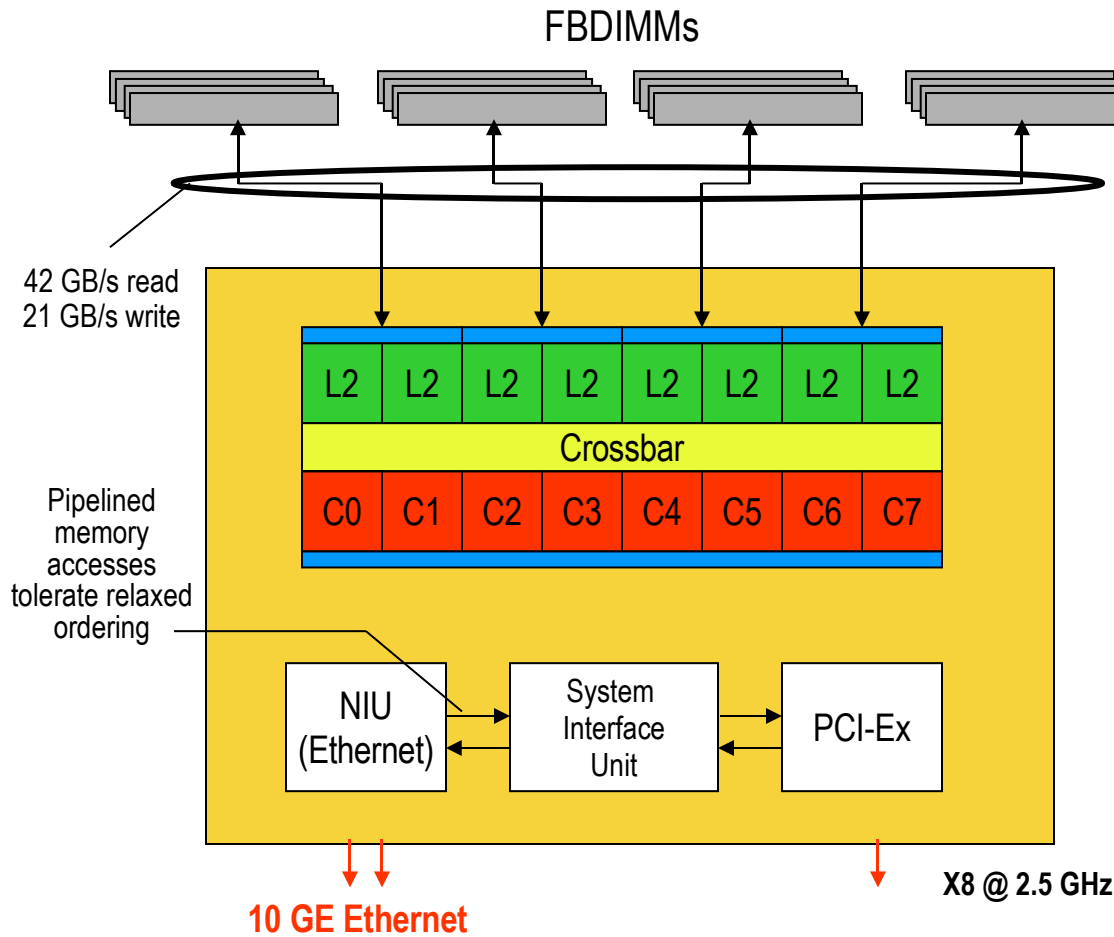 FBDIMMs
42 GB/s read
21 GB/s write
L2 L2 L2 L2 L2 L2 L2 L2
Crossbar
C0 C1 C2 C3 C4 C5 C6 C7
Pipelined
memory
accesses
tolerate relaxed
ordering
NIU
(Ethernet)
System
Interface
Unit
PCI-Ex
10 GE Ethernet
X8 @ 2.5 GHz